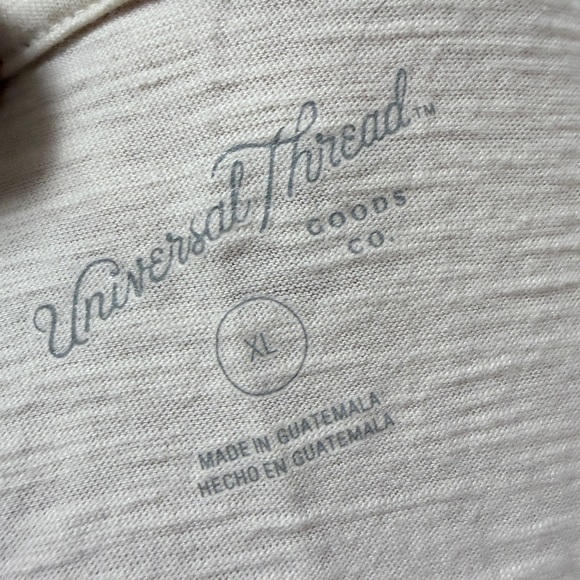 Universal Thread™
GOODS
CO.
XL
MADE IN GUATEMALA
HECHO EN GUATEMALA